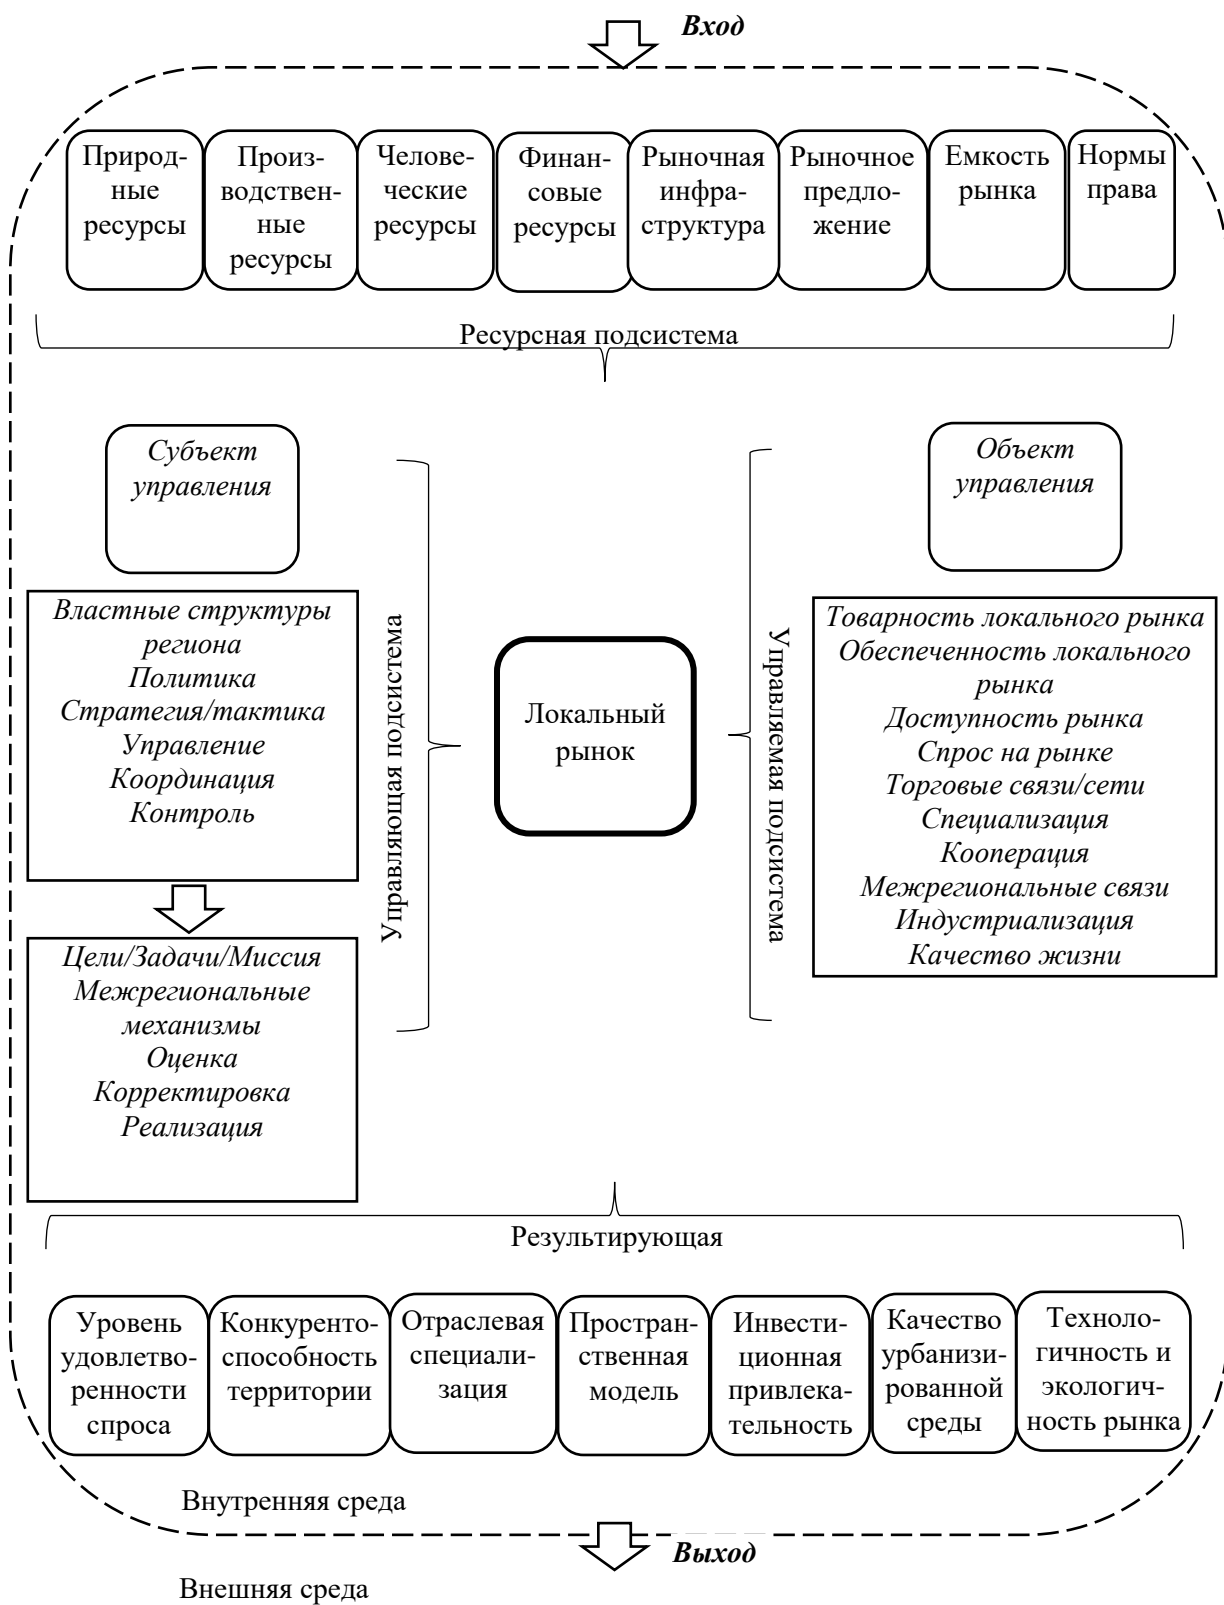 Вход
Природ-
ные
ресурсы
Произ-
водствен-
ные
ресурсы
Челове-
ческие
ресурсы
Финан-
совые
ресурсы
Рыночная
инфра-
структура
Рыночное
предло-
жение
Емкость
рынка
Нормы
права
Ресурсная подсистема
Субъект
управления
Властные структуры
региона
Политика
Стратегия/тактика
Управление
Координация
Контроль
Цели/Задачи/Миссия
Межрегиональные
механизмы
Оценка
Корректировка
Реализация
Управляющая подсистема
Локальный
рынок
Управляемая подсистема
Объект
управления
Товарность локального рынка
Обеспеченность локального
рынка
Доступность рынка
Спрос на рынке
Торговые связи/сети
Специализация
Кооперация
Межрегиональные связи
Индустриализация
Качество жизни
Результирующая
Уровень
удовлетво-
ренности
спроса
Конкуренто-
способность
территории
Отраслевая
специали-
зация
Простран-
ственная
модель
Инвести-
ционная
привлека-
тельность
Качество
урбанизи-
рованной
среды
Техноло-
гичность и
экологич-
ность рынка
Внутренняя среда
Выход
Внешняя среда